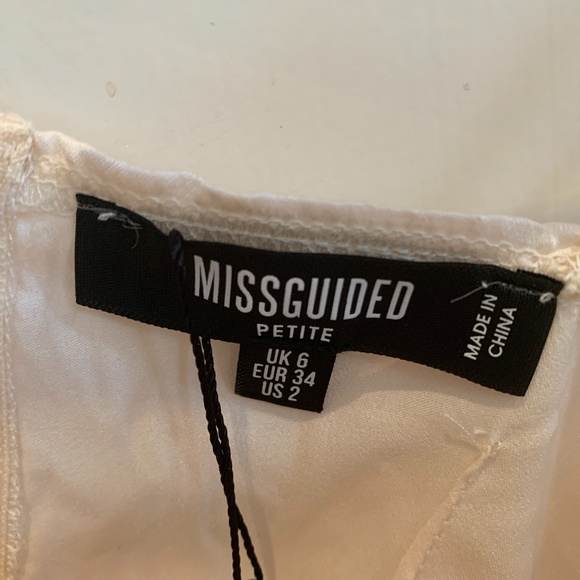 MISSGUIDED
PETITE
UK 6
EUR 34
US 2
MADE IN
CHINA